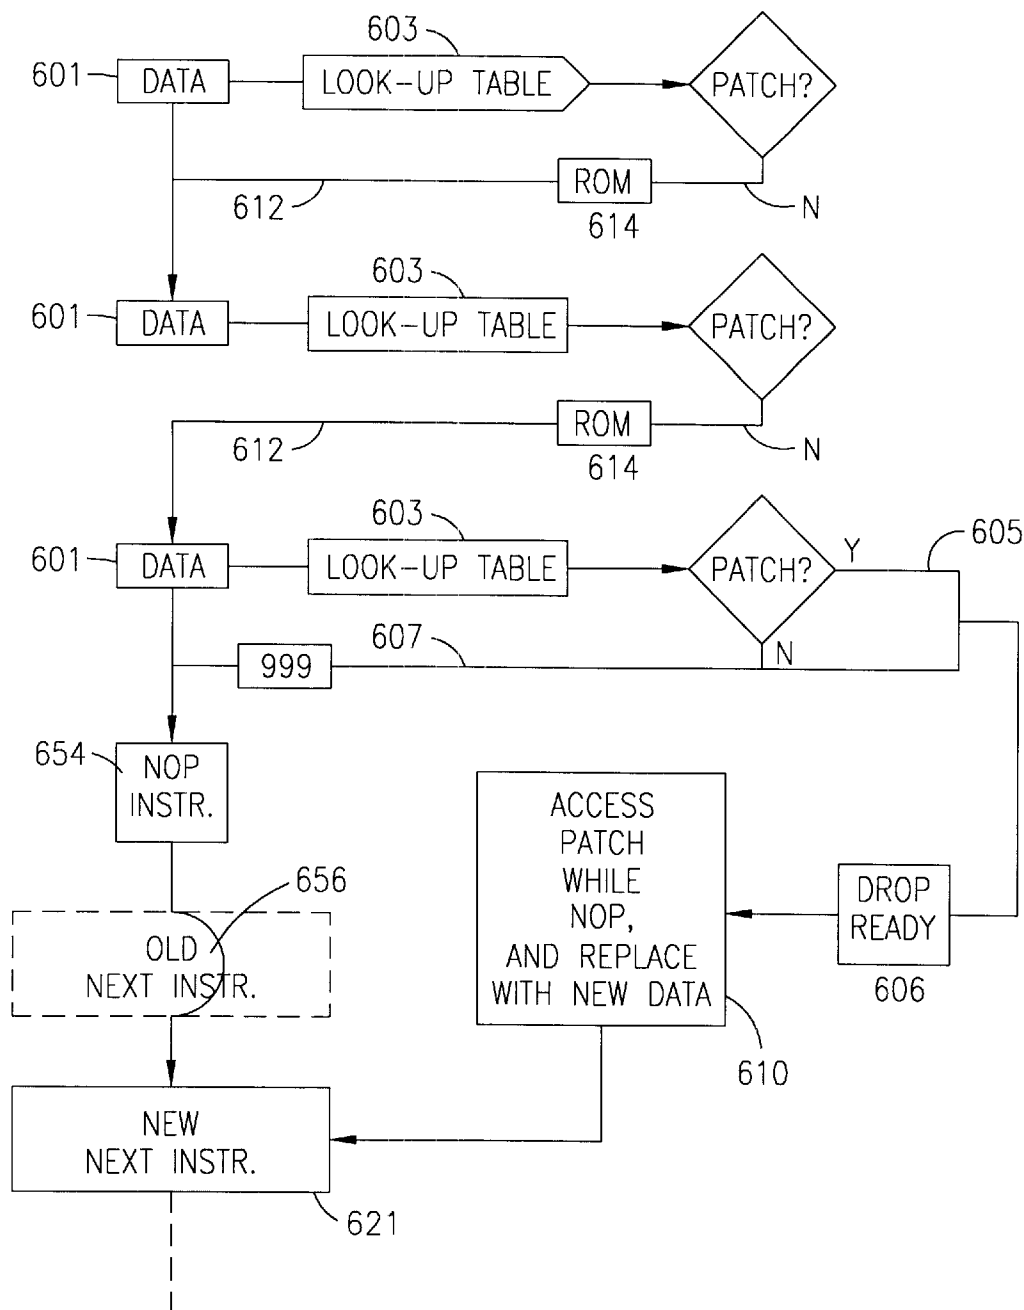 603
601
DATA
LOOK-UP TABLE
PATCH?
612
ROM
614
N
603
601
DATA
LOOK-UP TABLE
PATCH?
612
ROM
614
N
603
601
DATA
LOOK-UP TABLE
PATCH?
Y
605
N
607
999
654
NOP
INSTR.
656
OLD
NEXT INSTR.
ACCESS
PATCH
WHILE
NOP,
AND REPLACE
WITH NEW DATA
610
DROP
READY
606
NEW
NEXT INSTR.
621